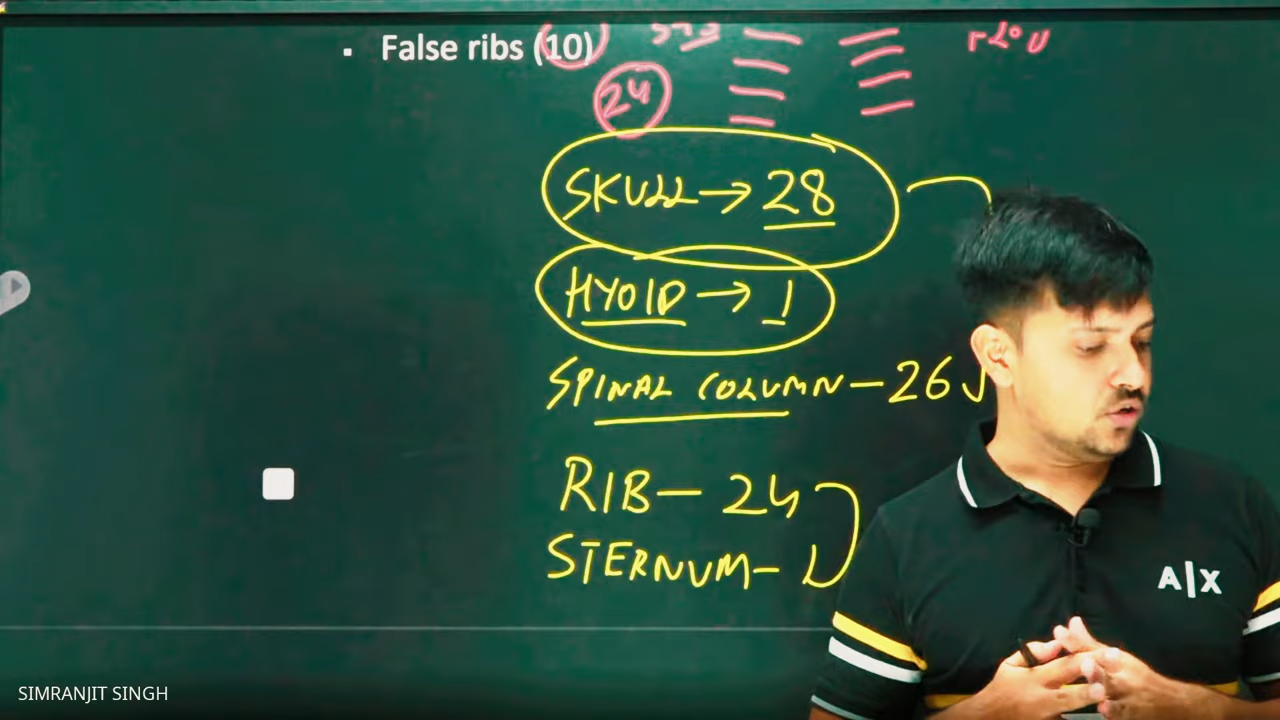 ▪ False ribs (10)
24
SKULL → 28
HYOID → 1
SPINAL COLUMN — 26
RIB — 24
STERNUM — 1
A|X
SIMRANJIT SINGH